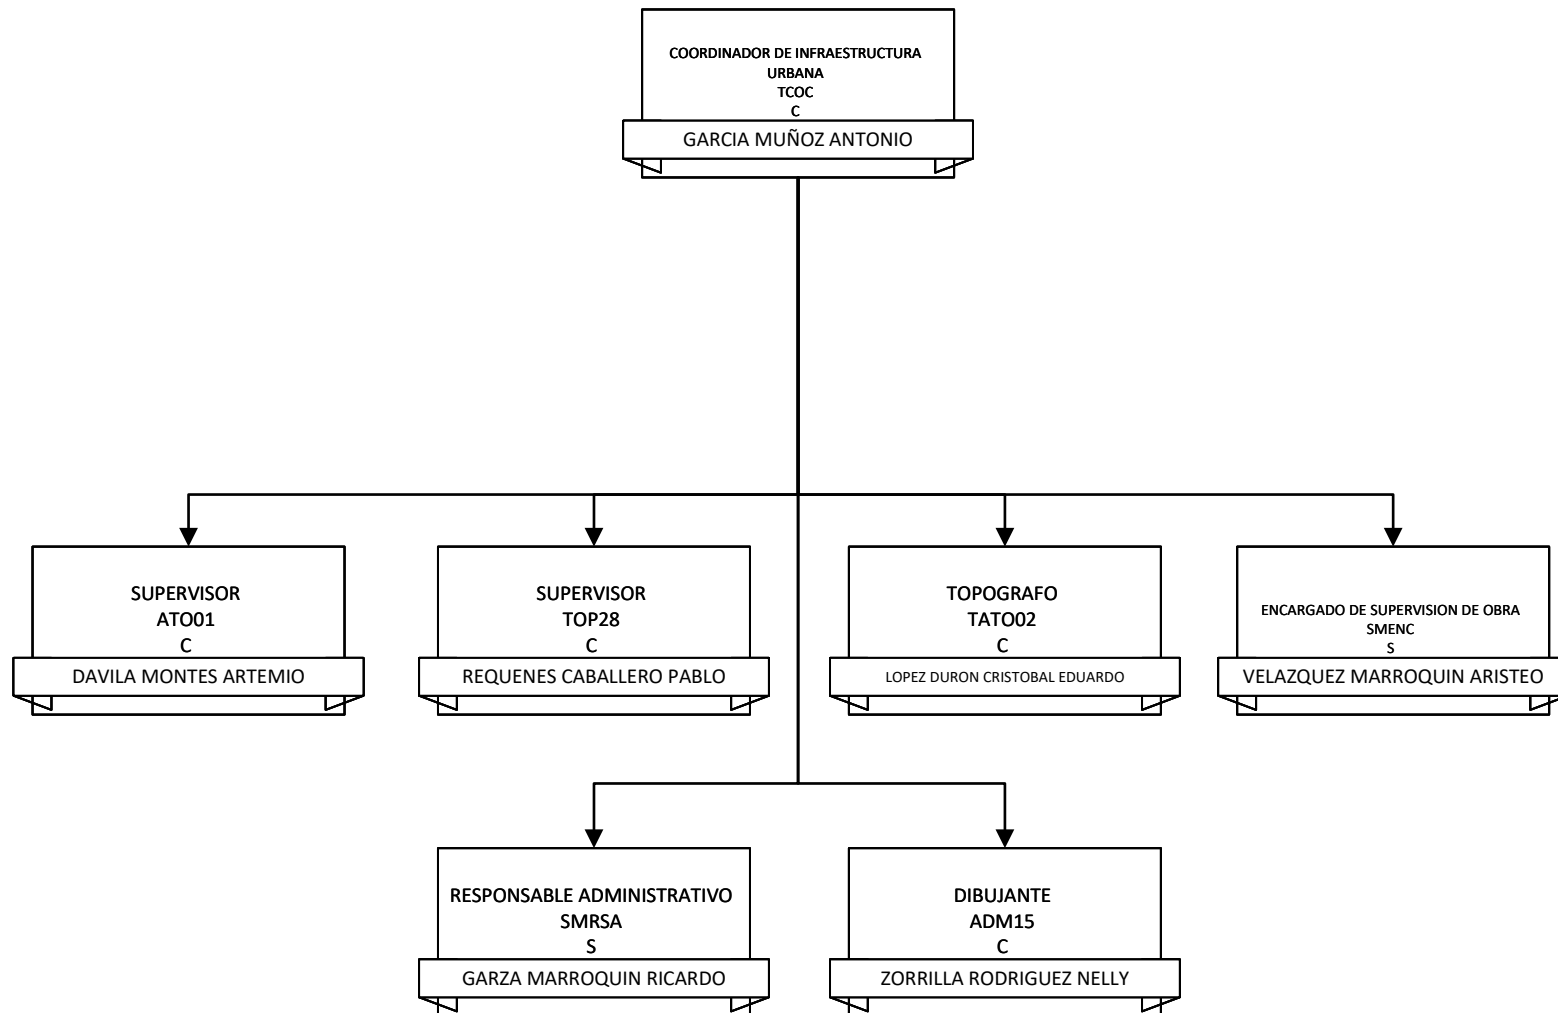 COORDINADOR DE INFRAESTRUCTURA
URBANA
TCOC
C
GARCIA MUÑOZ ANTONIO
SUPERVISOR
ATO01
C
DAVILA MONTES ARTEMIO
SUPERVISOR
TOP28
C
REQUENES CABALLERO PABLO
TOPOGRAFO
TATO02
C
LOPEZ DURON CRISTOBAL EDUARDO
ENCARGADO DE SUPERVISION DE OBRA
SMENC
S
VELAZQUEZ MARROQUIN ARISTEO
RESPONSABLE ADMINISTRATIVO
SMRSA
S
GARZA MARROQUIN RICARDO
DIBUJANTE
ADM15
C
ZORRILLA RODRIGUEZ NELLY